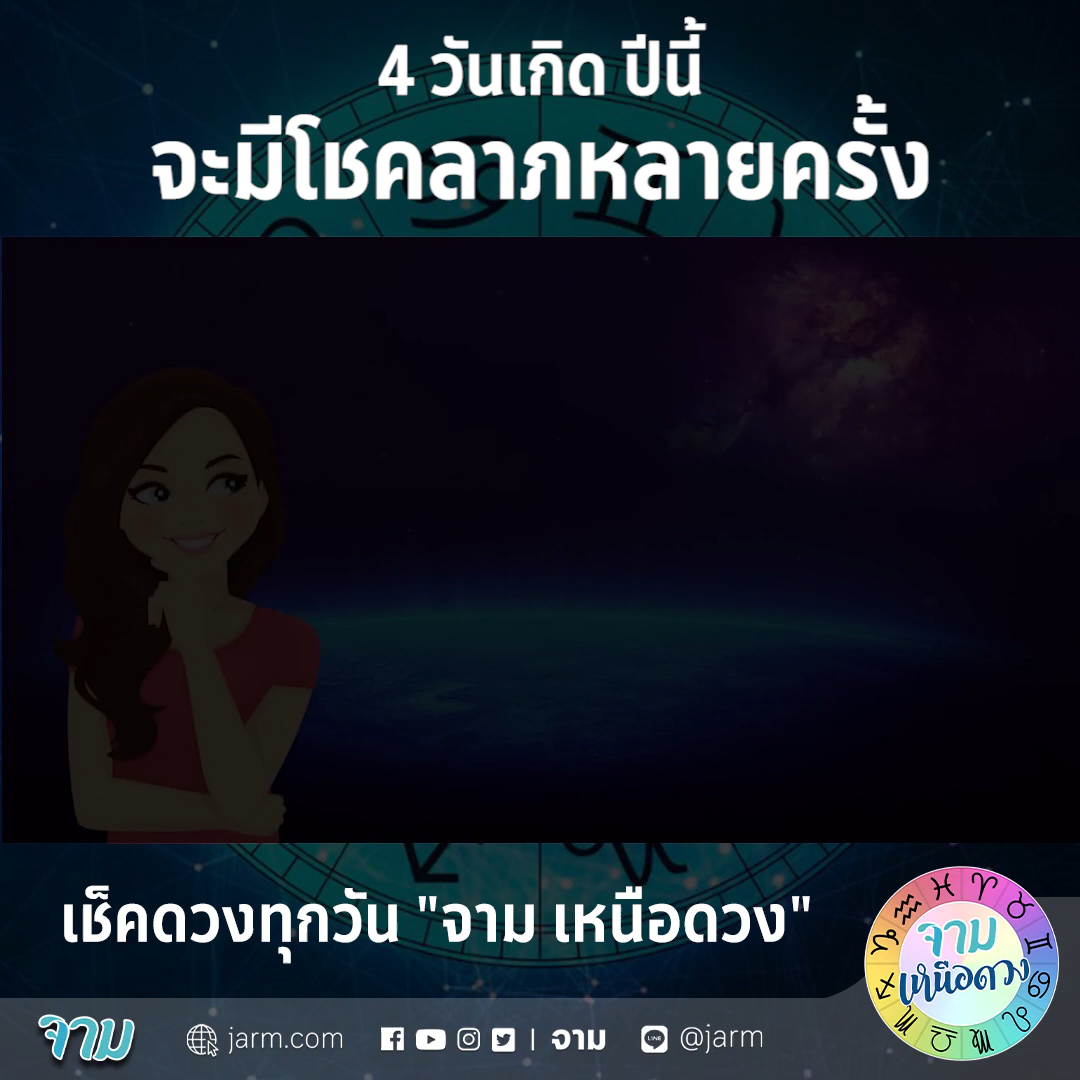 4 วันเกิด ปีนี้
จะมีโชคลาภหลายครั้ง
เช็คดวงทุกวัน "จาม เหนือดวง"
จาม
เหนือดวง
จาม jarm.com | จาม LINE @jarm